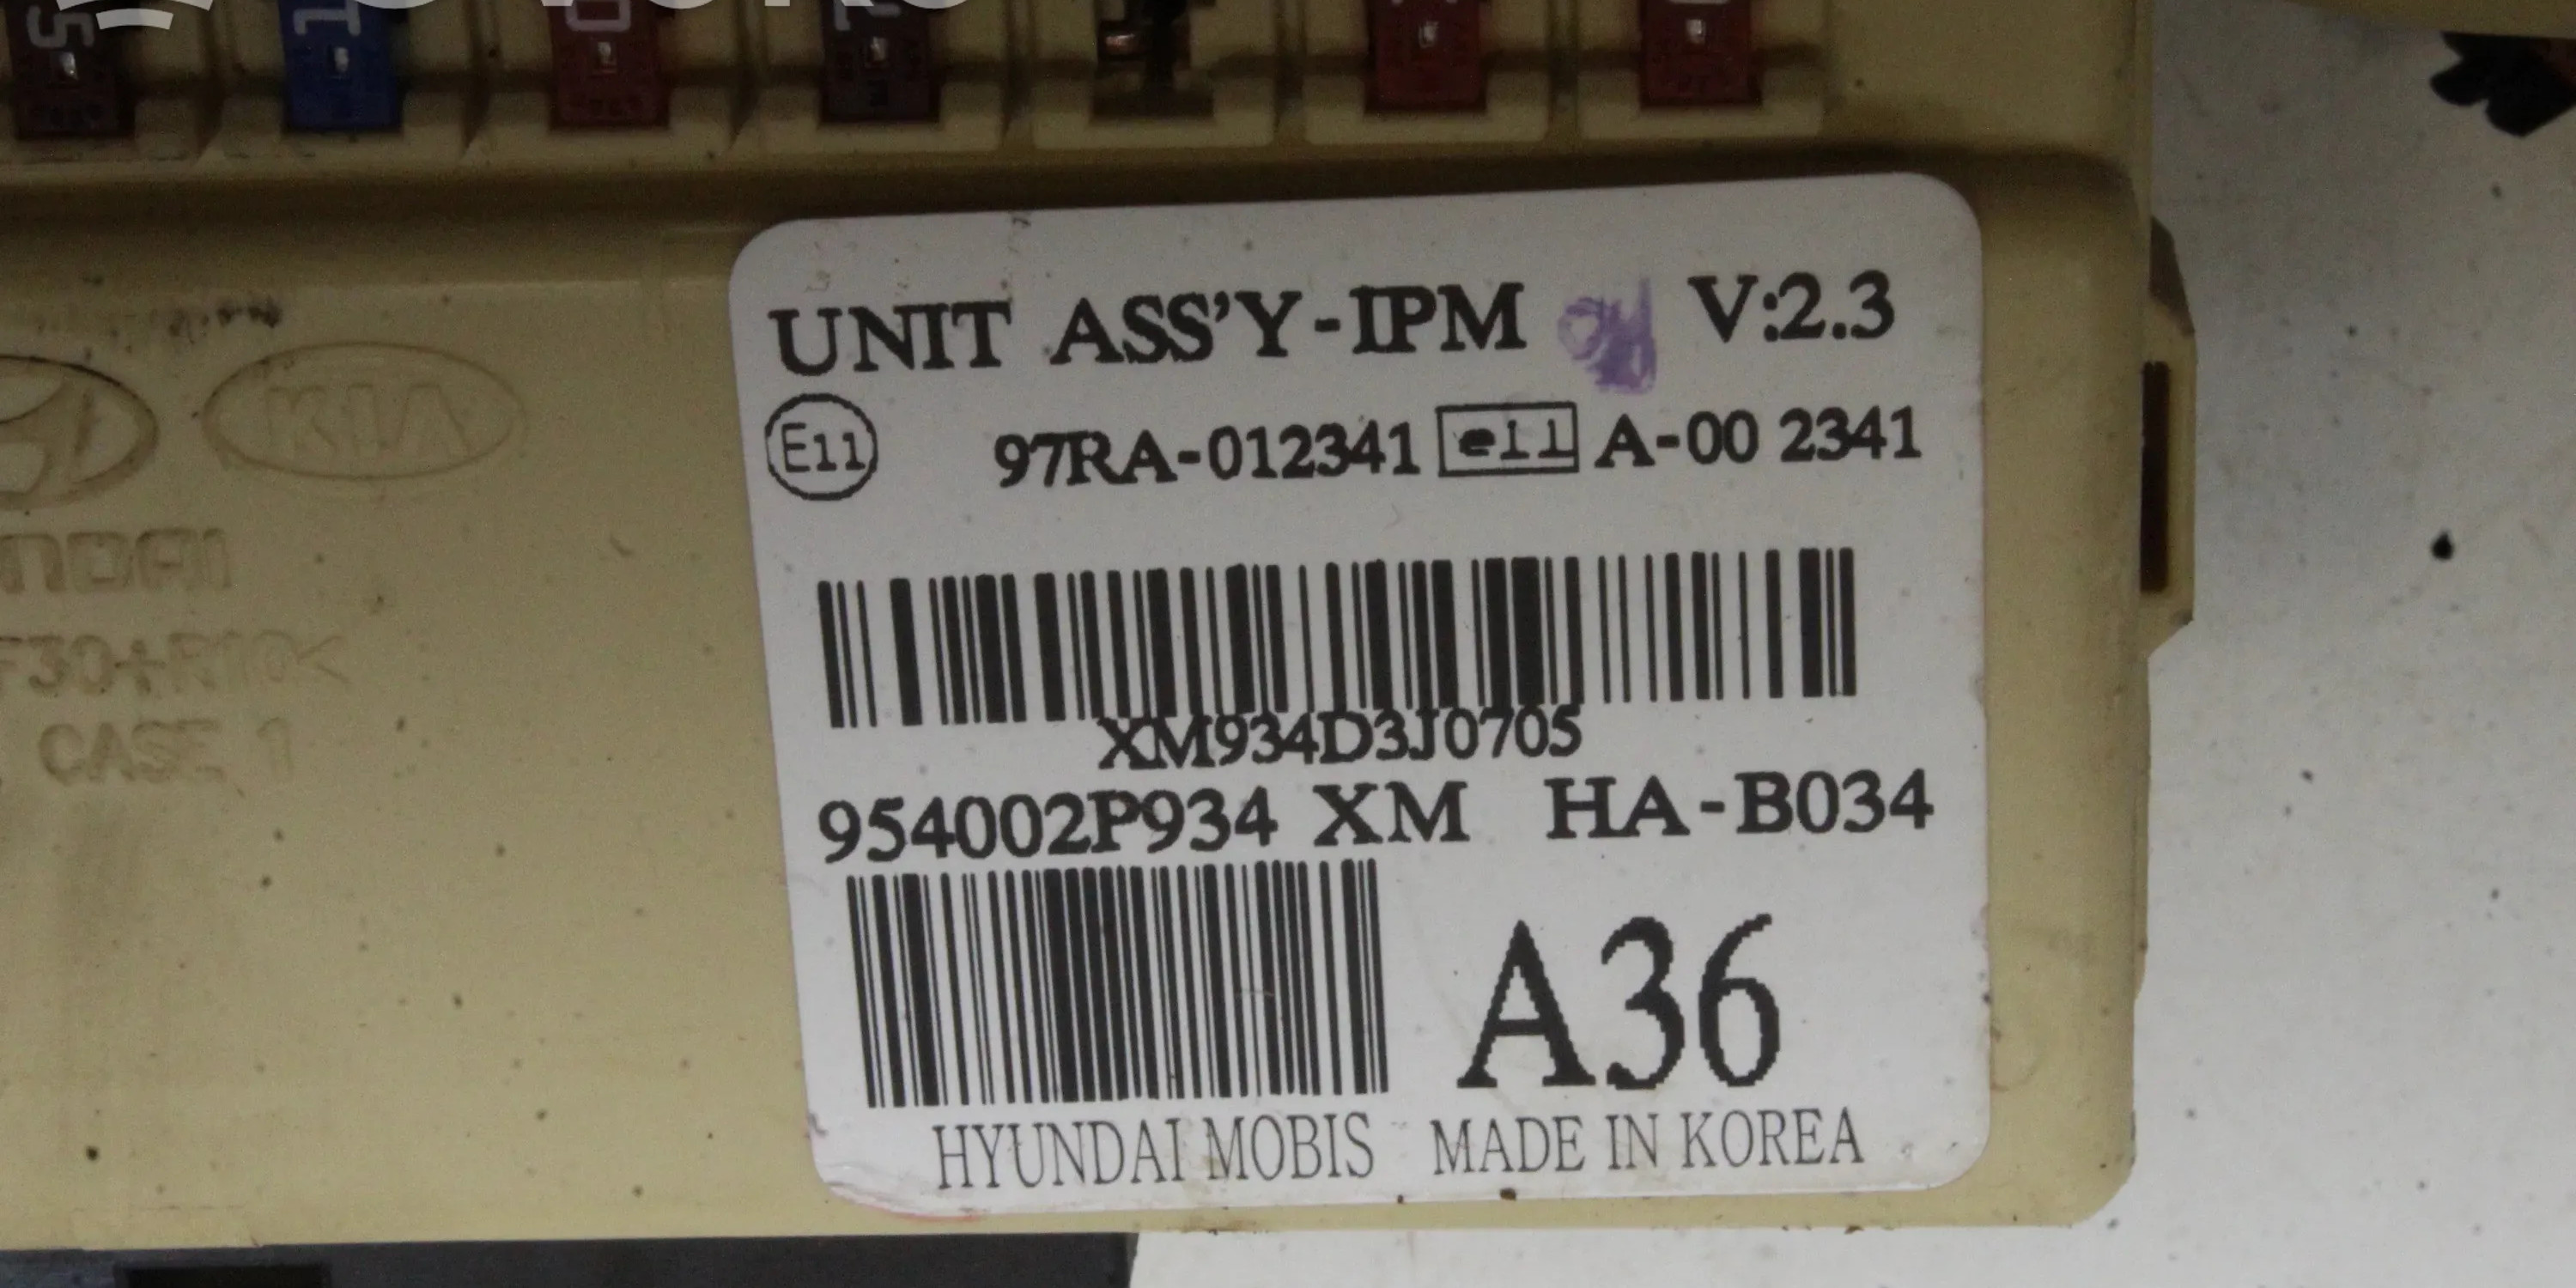 UNIT ASS'Y-IPM V:2.3
E11 97RA-012341 e11 A-00 2341
XM934D3J0705
954002P934 XM HA-B034
A36
HYUNDAI MOBIS MADE IN KOREA
KIA
CASE 1